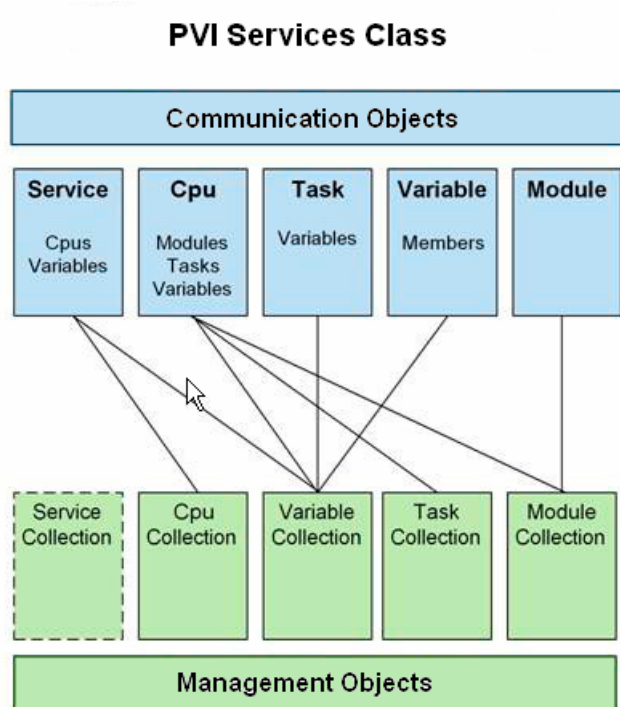 PVI Services Class
Communication Objects
Service
Cpus
Variables
Cpu
Modules
Tasks
Variables
Task
Variables
Variable
Members
Module
Service
Collection
Cpu
Collection
Variable
Collection
Task
Collection
Module
Collection
Management Objects